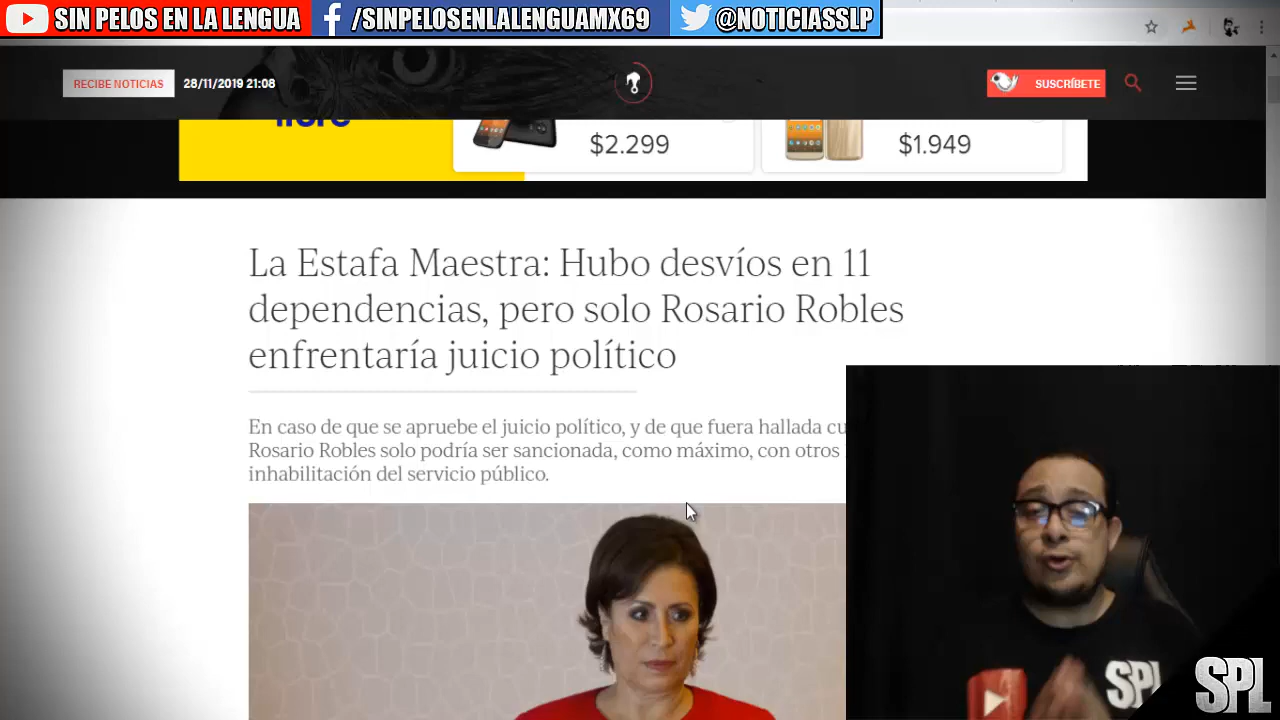 SIN PELOS EN LA LENGUA
/SINPELOSENLALENGUAMX69
@NOTICIASSLP
RECIBE NOTICIAS
28/11/2019 21:08
SUSCRÍBETE
$2.299
$1.949
La Estafa Maestra: Hubo desvíos en 11
dependencias, pero solo Rosario Robles
enfrentaría juicio político
En caso de que se apruebe el juicio político, y de que fuera hallada
Rosario Robles solo podría ser sancionada, como máximo, con otros
inhabilitación del servicio público.
SPL
SPL